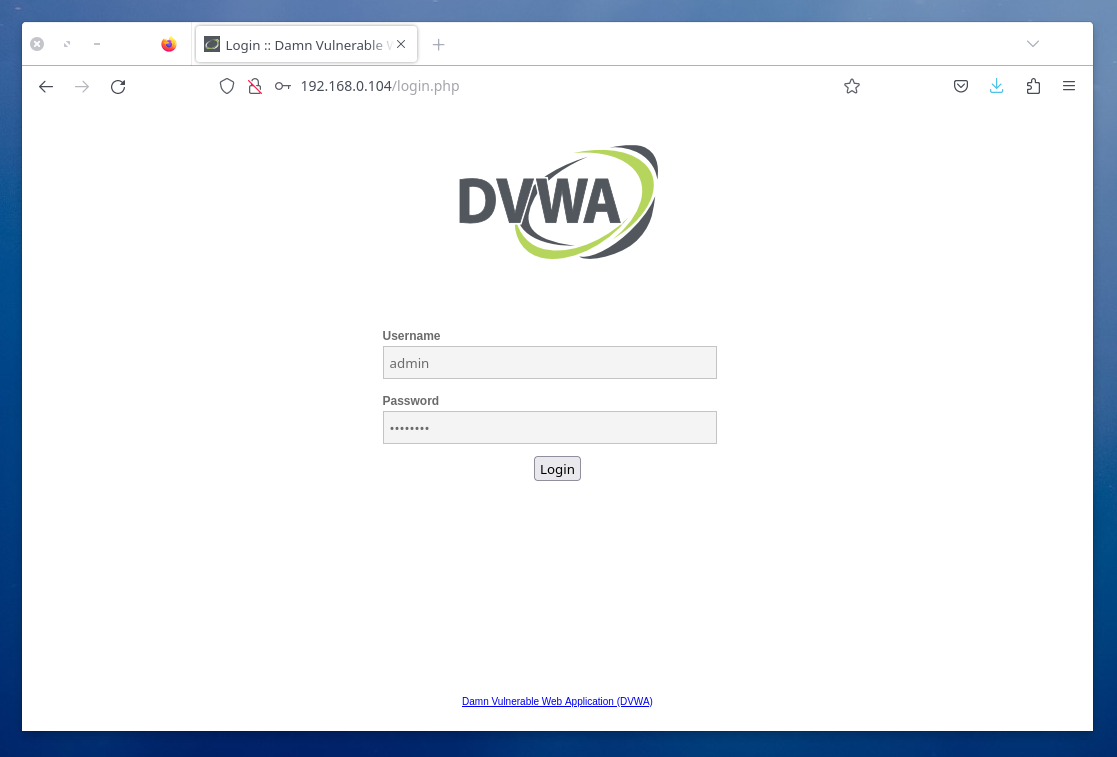 Login :: Damn Vulnerable W
192.168.0.104/login.php
DVWA
Username
admin
Password
••••••••
Login
Damn Vulnerable Web Application (DVWA)